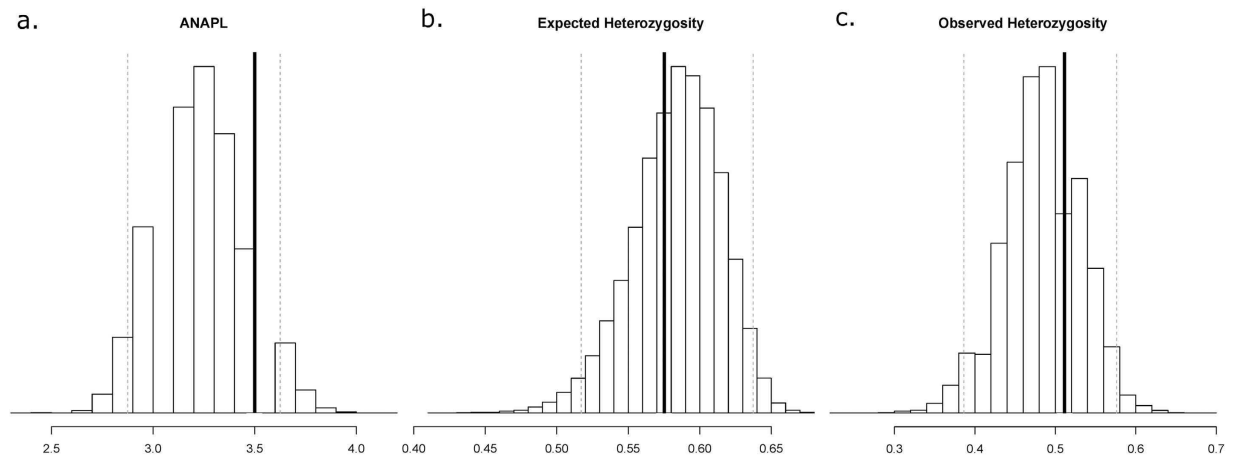 a.
ANAPL
2.5 3.0 3.5 4.0
b.
Expected Heterozygosity
0.40 0.45 0.50 0.55 0.60 0.65
c.
Observed Heterozygosity
0.3 0.4 0.5 0.6 0.7